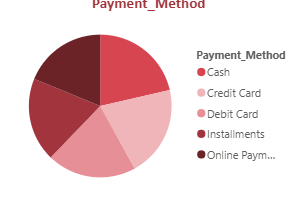 Payment_Method
Payment_Method
Cash
Credit Card
Debit Card
Installments
Online Paym...